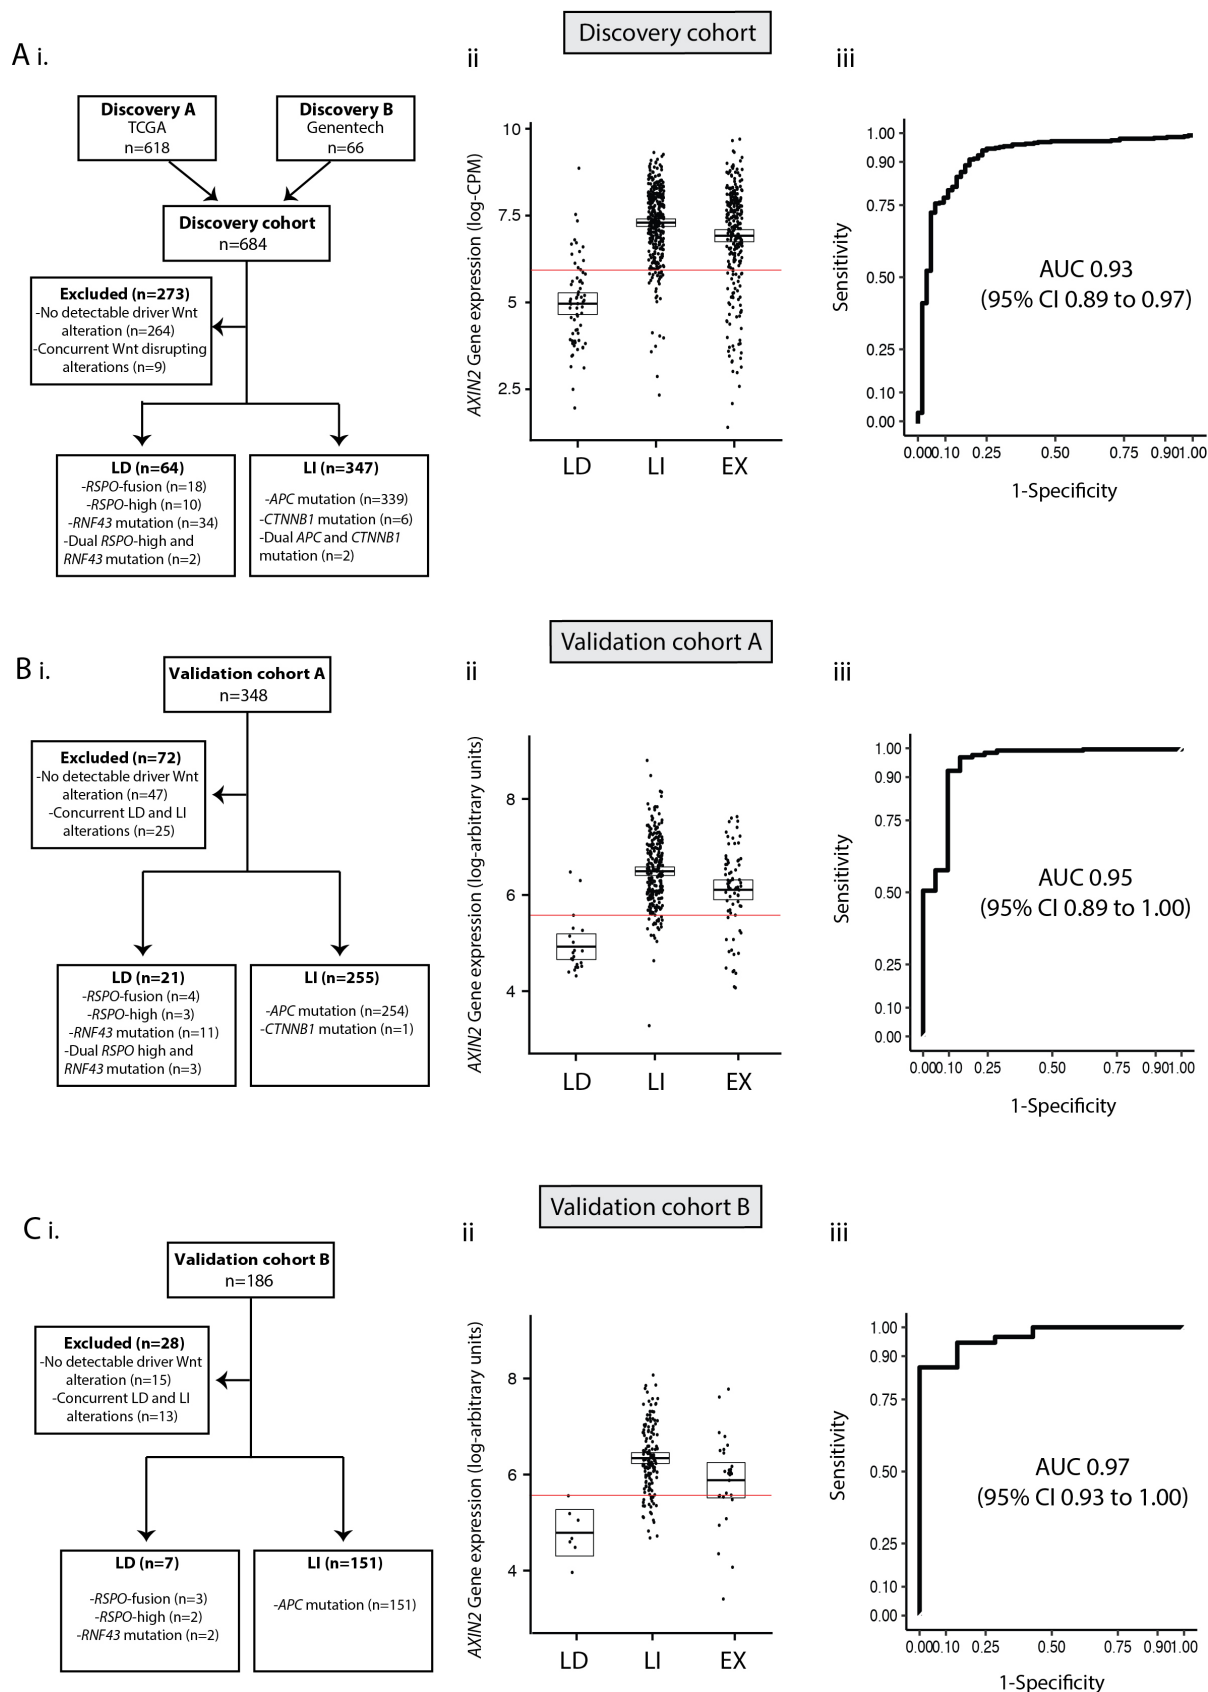 Discovery cohort
A i.
ii
iii
Discovery A
TCGA
n=618
Discovery B
Genentech
n=66
Discovery cohort
n=684
Excluded (n=273)
-No detectable driver Wnt
alteration (n=264)
-Concurrent Wnt disrupting
alterations (n=9)
LD (n=64)
-RSPO-fusion (n=18)
-RSPO-high (n=10)
-RNF43 mutation (n=34)
-Dual RSPO-high and
RNF43 mutation (n=2)
LI (n=347)
-APC mutation (n=339)
-CTNNB1 mutation (n=6)
-Dual APC and CTNNB1
mutation (n=2)
AXIN2 Gene expression (log-CPM)
10
7.5
5
2.5
LD LI EX
Sensitivity
1.00
0.90
0.75
0.50
0.25
0.10
0.00
AUC 0.93
(95% CI 0.89 to 0.97)
0.00 0.10 0.25 0.50 0.75 0.90 1.00
1-Specificity
Validation cohort A
B i.
ii
iii
Validation cohort A
n=348
Excluded (n=72)
-No detectable driver Wnt
alteration (n=47)
-Concurrent LD and LI
alterations (n=25)
LD (n=21)
-RSPO-fusion (n=4)
-RSPO-high (n=3)
-RNF43 mutation (n=11)
-Dual RSPO high and
RNF43 mutation (n=3)
LI (n=255)
-APC mutation (n=254)
-CTNNB1 mutation (n=1)
AXIN2 Gene expression (log-arbitrary units)
8
6
4
LD LI EX
Sensitivity
1.00
0.90
0.75
0.50
0.25
0.10
0.00
AUC 0.95
(95% CI 0.89 to 1.00)
0.00 0.10 0.25 0.50 0.75 0.90 1.00
1-Specificity
Validation cohort B
C i.
ii
iii
Validation cohort B
n=186
Excluded (n=28)
-No detectable driver Wnt
alteration (n=15)
-Concurrent LD and LI
alterations (n=13)
LD (n=7)
-RSPO-fusion (n=3)
-RSPO-high (n=2)
-RNF43 mutation (n=2)
LI (n=151)
-APC mutation (n=151)
AXIN2 Gene expression (log-arbitrary units)
8
6
4
LD LI EX
Sensitivity
1.00
0.90
0.75
0.50
0.25
0.10
0.00
AUC 0.97
(95% CI 0.93 to 1.00)
0.00 0.10 0.25 0.50 0.75 0.90 1.00
1-Specificity